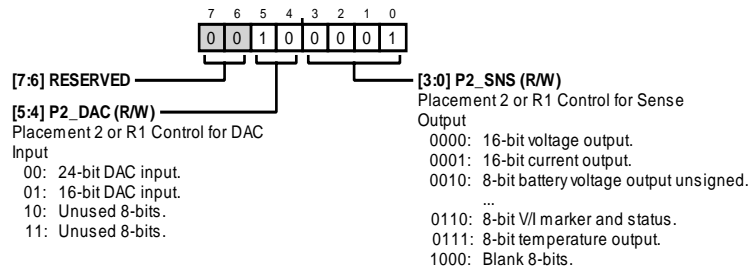 7 6 5 4 3 2 1 0
0 0 1 0 0 0 0 1
[7:6] RESERVED
[5:4] P2_DAC (R/W)
Placement 2 or R1 Control for DAC
Input
00: 24-bit DAC input.
01: 16-bit DAC input.
10: Unused 8-bits.
11: Unused 8-bits.
[3:0] P2_SNS (R/W)
Placement 2 or R1 Control for Sense
Output
0000: 16-bit voltage output.
0001: 16-bit current output.
0010: 8-bit battery voltage output unsigned.
...
0110: 8-bit V/I marker and status.
0111: 8-bit temperature output.
1000: Blank 8-bits.